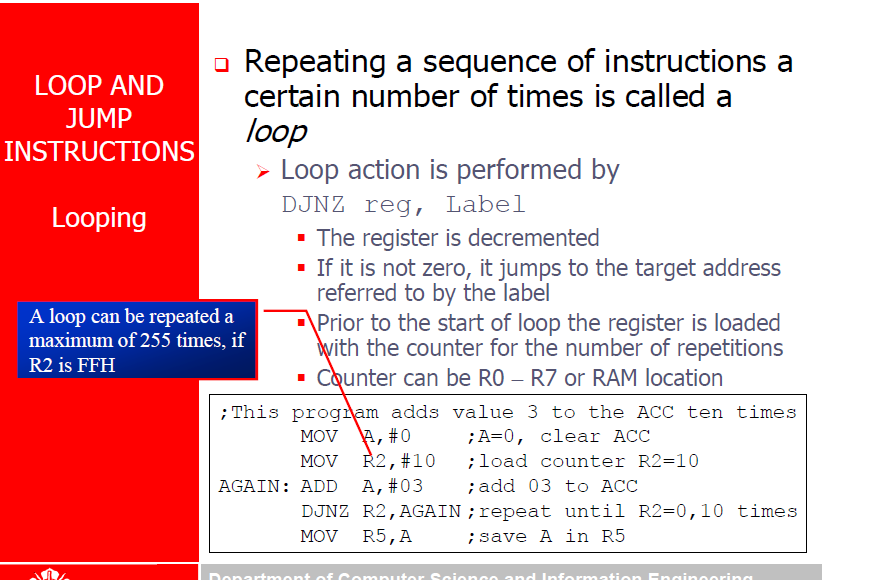 LOOP AND
JUMP
INSTRUCTIONS
Looping
A loop can be repeated a
maximum of 255 times, if
R2 is FFH
Repeating a sequence of instructions a
certain number of times is called a
loop
Loop action is performed by
DJNZ reg, Label
The register is decremented
If it is not zero, it jumps to the target address
referred to by the label
Prior to the start of loop the register is loaded
with the counter for the number of repetitions
Counter can be R0 – R7 or RAM location
;This program adds value 3 to the ACC ten times
MOV A,#0 ;A=0, clear ACC
MOV R2,#10 ;load counter R2=10
AGAIN: ADD A,#03 ;add 03 to ACC
DJNZ R2,AGAIN ;repeat until R2=0,10 times
MOV R5,A ;save A in R5
Department of Computer Science and Information Engineering